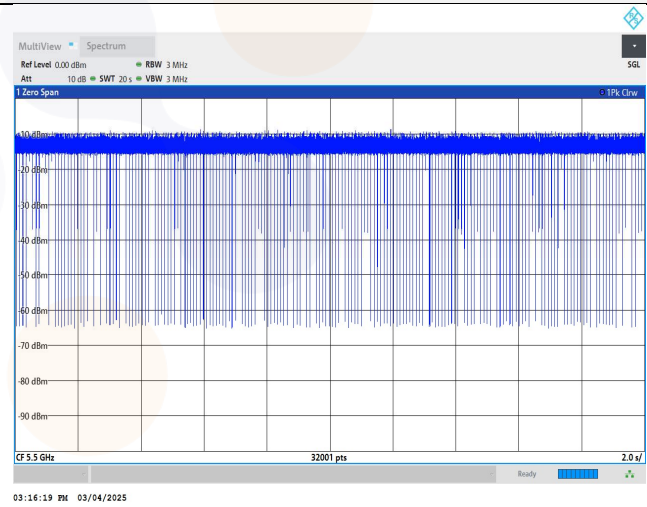 R S
MultiView Spectrum
Ref Level 0.00 dBm RBW 3 MHz SGL
Att 10 dB SWT 20 s VBW 3 MHz
1 Zero Span 1Pk Clrw
-10 dBm
-20 dBm
-30 dBm
-40 dBm
-50 dBm
-60 dBm
-70 dBm
-80 dBm
-90 dBm
CF 5.5 GHz 32001 pts 2.0 s/
Ready
03:16:19 PM 03/04/2025